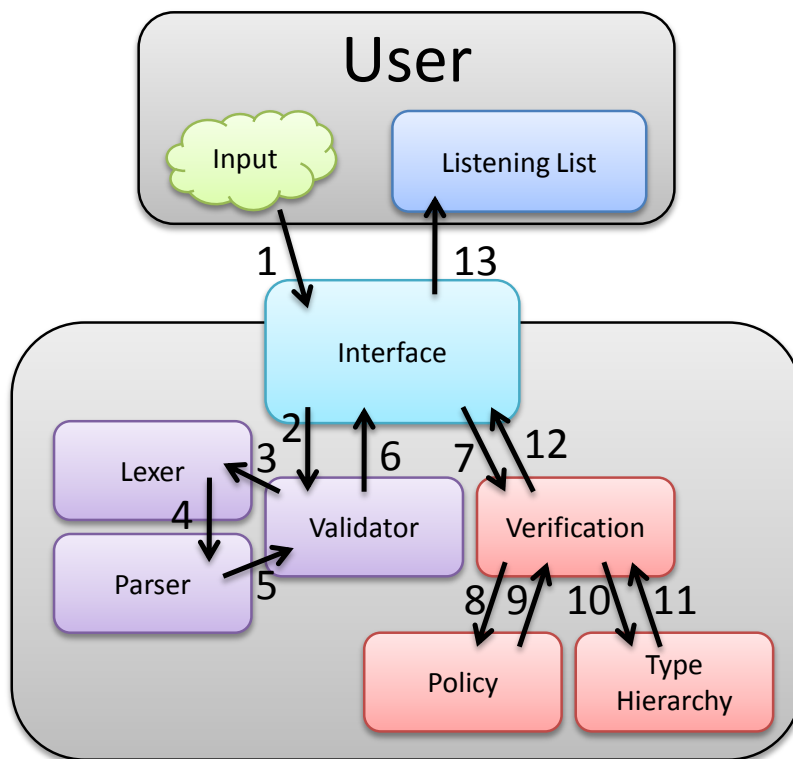 User
Input
Listening List
1
13
Interface
2
6
7
12
3
Lexer
4
Validator
Verification
Parser
5
8
9
10
11
Policy
Type
Hierarchy